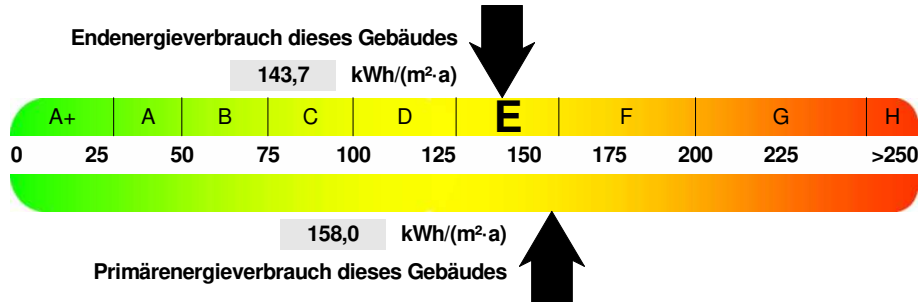 Endenergieverbrauch dieses Gebäudes
143,7 kWh/(m²·a)
A+ A B C D E F G H
0 25 50 75 100 125 150 175 200 225 >250
158,0 kWh/(m²·a)
Primärenergieverbrauch dieses Gebäudes